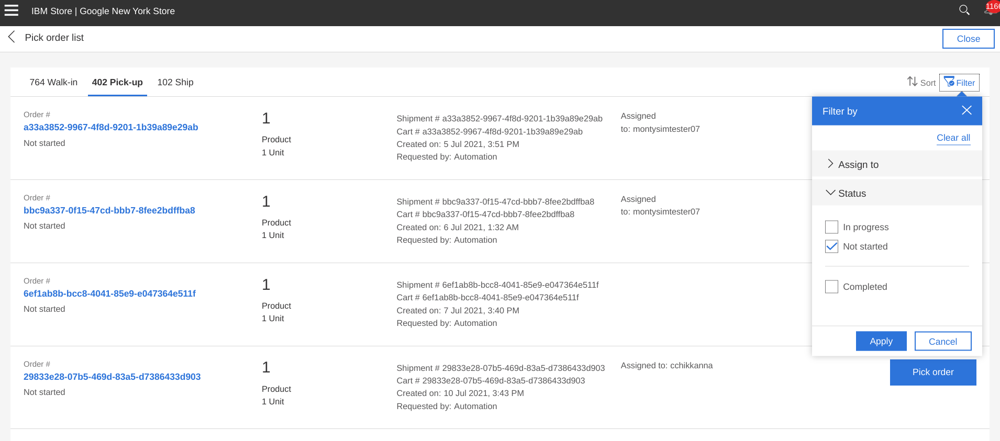 IBM Store | Google New York Store
1166
Pick order list
Close
764 Walk-in
402 Pick-up
102 Ship
Sort
Filter
Order #
a33a3852-9967-4f8d-9201-1b39a89e29ab
Not started
1
Product
1 Unit
Shipment # a33a3852-9967-4f8d-9201-1b39a89e29ab
Cart # a33a3852-9967-4f8d-9201-1b39a89e29ab
Created on: 5 Jul 2021, 3:51 PM
Requested by: Automation
Assigned
to: montysimtester07
Order #
bbc9a337-0f15-47cd-bbb7-8fee2bdffba8
Not started
1
Product
1 Unit
Shipment # bbc9a337-0f15-47cd-bbb7-8fee2bdffba8
Cart # bbc9a337-0f15-47cd-bbb7-8fee2bdffba8
Created on: 6 Jul 2021, 1:32 AM
Requested by: Automation
Assigned
to: montysimtester07
Order #
6ef1ab8b-bcc8-4041-85e9-e047364e511f
Not started
1
Product
1 Unit
Shipment # 6ef1ab8b-bcc8-4041-85e9-e047364e511f
Cart # 6ef1ab8b-bcc8-4041-85e9-e047364e511f
Created on: 7 Jul 2021, 3:40 PM
Requested by: Automation
Order #
29833e28-07b5-469d-83a5-d7386433d903
Not started
1
Product
1 Unit
Shipment # 29833e28-07b5-469d-83a5-d7386433d903
Cart # 29833e28-07b5-469d-83a5-d7386433d903
Created on: 10 Jul 2021, 3:43 PM
Requested by: Automation
Assigned to: cchikkanna
Pick order
Filter by
Clear all
Assign to
Status
In progress
Not started
Completed
Apply
Cancel